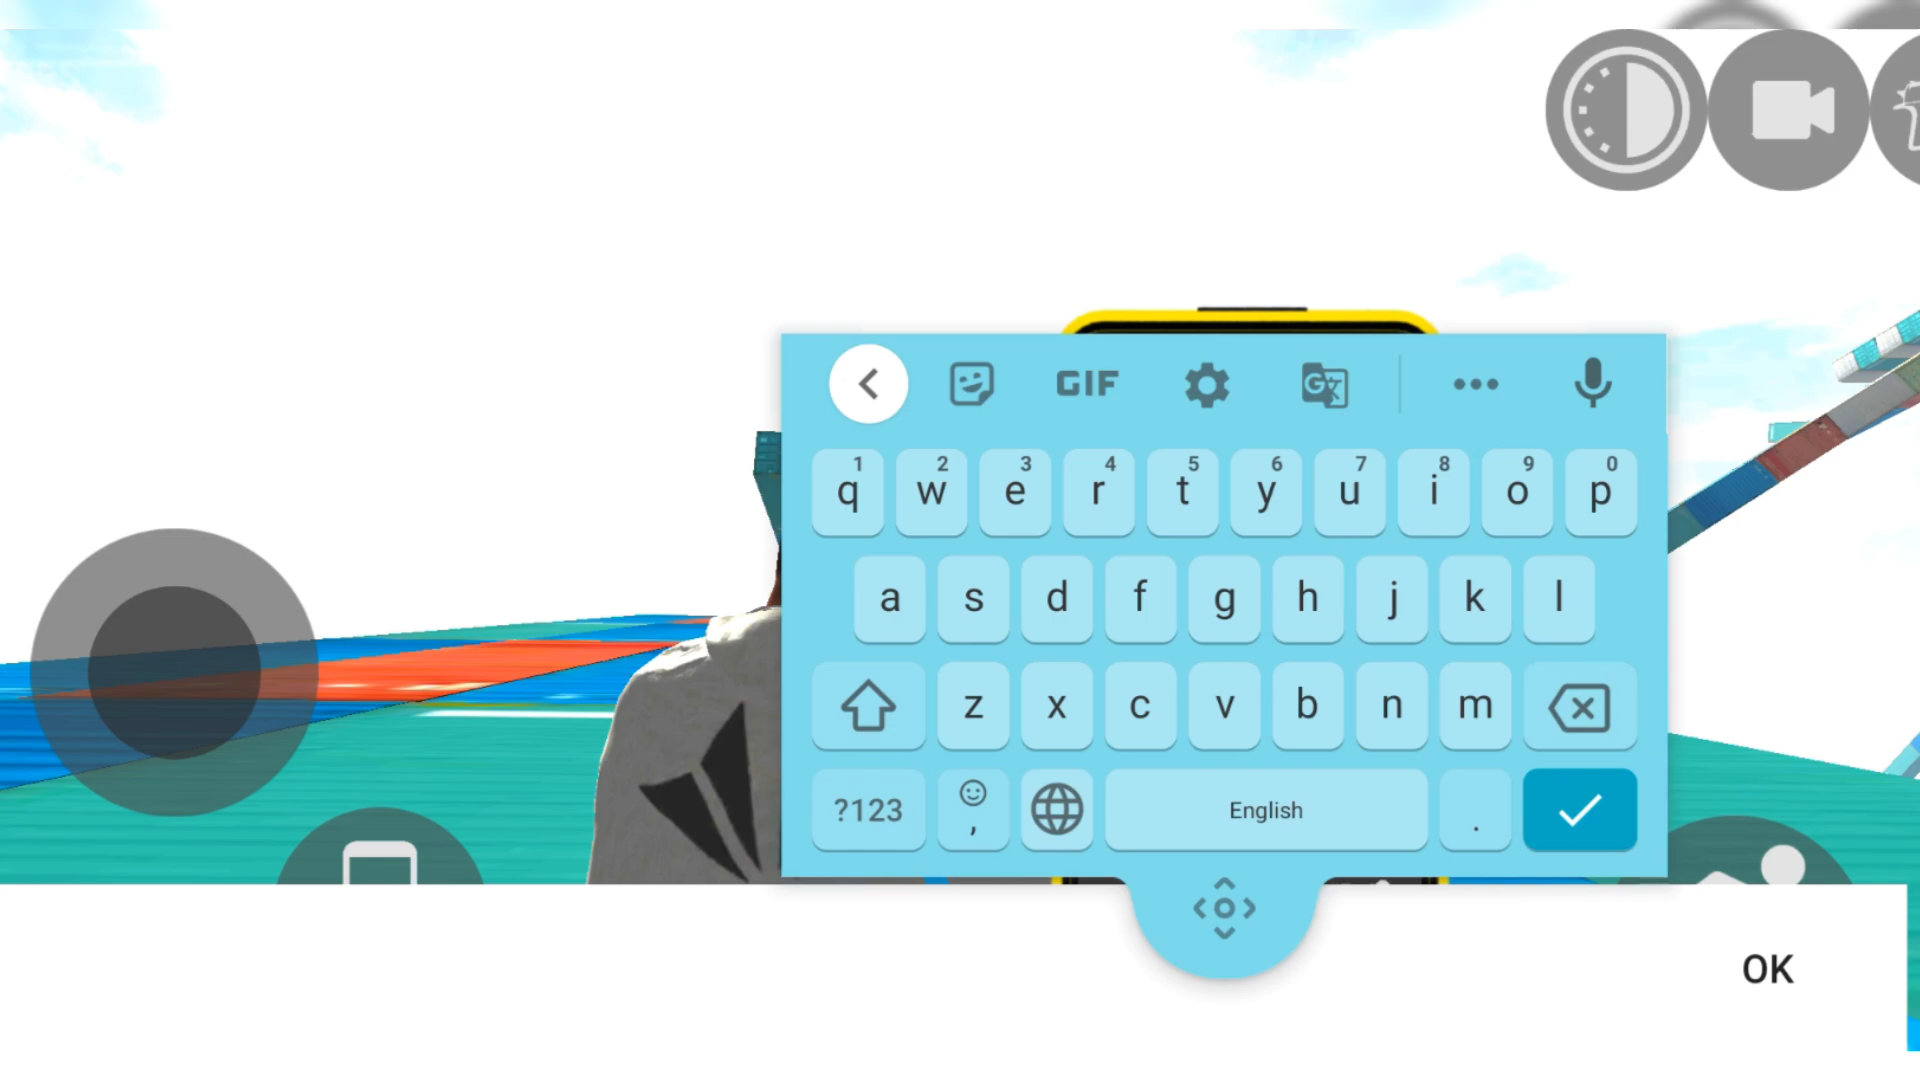 GIF
G
1 2 3 4 5 6 7 8 9 0
q w e r t y u i o p
a s d f g h j k l
z x c v b n m
?123 , English .
OK